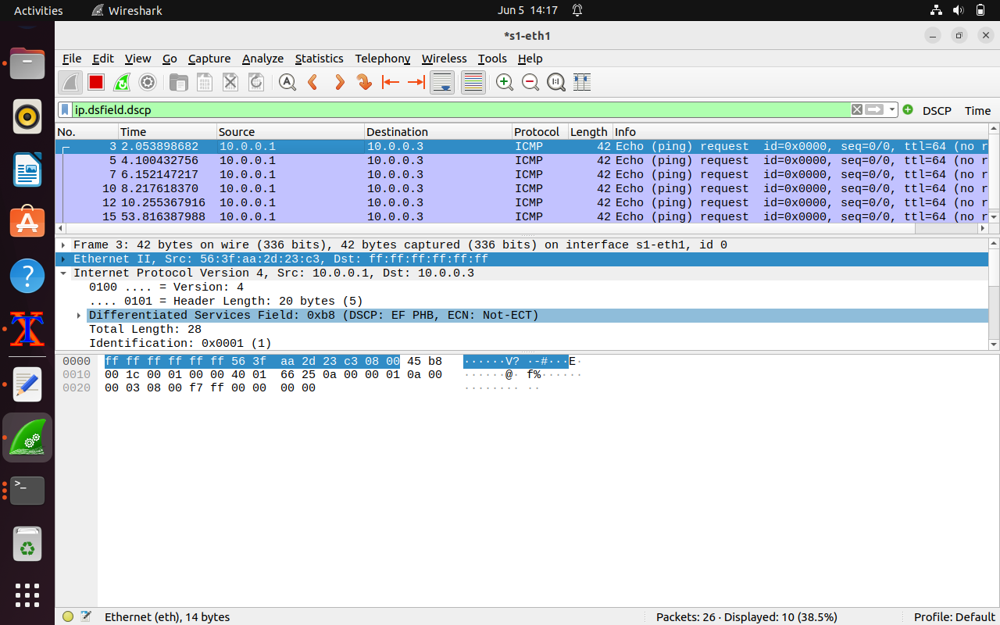 Activities Wireshark Jun 5 14:17
*s1-eth1
File Edit View Go Capture Analyze Statistics Telephony Wireless Tools Help
ip.dsfield.dscp DSCP Time
No. Time Source Destination Protocol Length Info
3 2.053898682 10.0.0.1 10.0.0.3 ICMP 42 Echo (ping) request id=0x0000, seq=0/0, ttl=64 (no r
5 4.100432756 10.0.0.1 10.0.0.3 ICMP 42 Echo (ping) request id=0x0000, seq=0/0, ttl=64 (no r
7 6.152147217 10.0.0.1 10.0.0.3 ICMP 42 Echo (ping) request id=0x0000, seq=0/0, ttl=64 (no r
10 8.217618370 10.0.0.1 10.0.0.3 ICMP 42 Echo (ping) request id=0x0000, seq=0/0, ttl=64 (no r
12 10.255367916 10.0.0.1 10.0.0.3 ICMP 42 Echo (ping) request id=0x0000, seq=0/0, ttl=64 (no r
15 53.816387988 10.0.0.1 10.0.0.3 ICMP 42 Echo (ping) request id=0x0000, seq=0/0, ttl=64 (no r
Frame 3: 42 bytes on wire (336 bits), 42 bytes captured (336 bits) on interface s1-eth1, id 0
Ethernet II, Src: 56:3f:aa:2d:23:c3, Dst: ff:ff:ff:ff:ff:ff
Internet Protocol Version 4, Src: 10.0.0.1, Dst: 10.0.0.3
0100 .... = Version: 4
.... 0101 = Header Length: 20 bytes (5)
Differentiated Services Field: 0xb8 (DSCP: EF PHB, ECN: Not-ECT)
Total Length: 28
Identification: 0x0001 (1)
0000 ff ff ff ff ff ff 56 3f aa 2d 23 c3 08 00 45 b8 ······V? ·-#···E·
0010 00 1c 00 01 00 00 40 01 66 25 0a 00 00 01 0a 00 ······@· f%······
0020 00 03 08 00 f7 ff 00 00 00 00 ········ ··
Ethernet (eth), 14 bytes Packets: 26 · Displayed: 10 (38.5%) Profile: Default